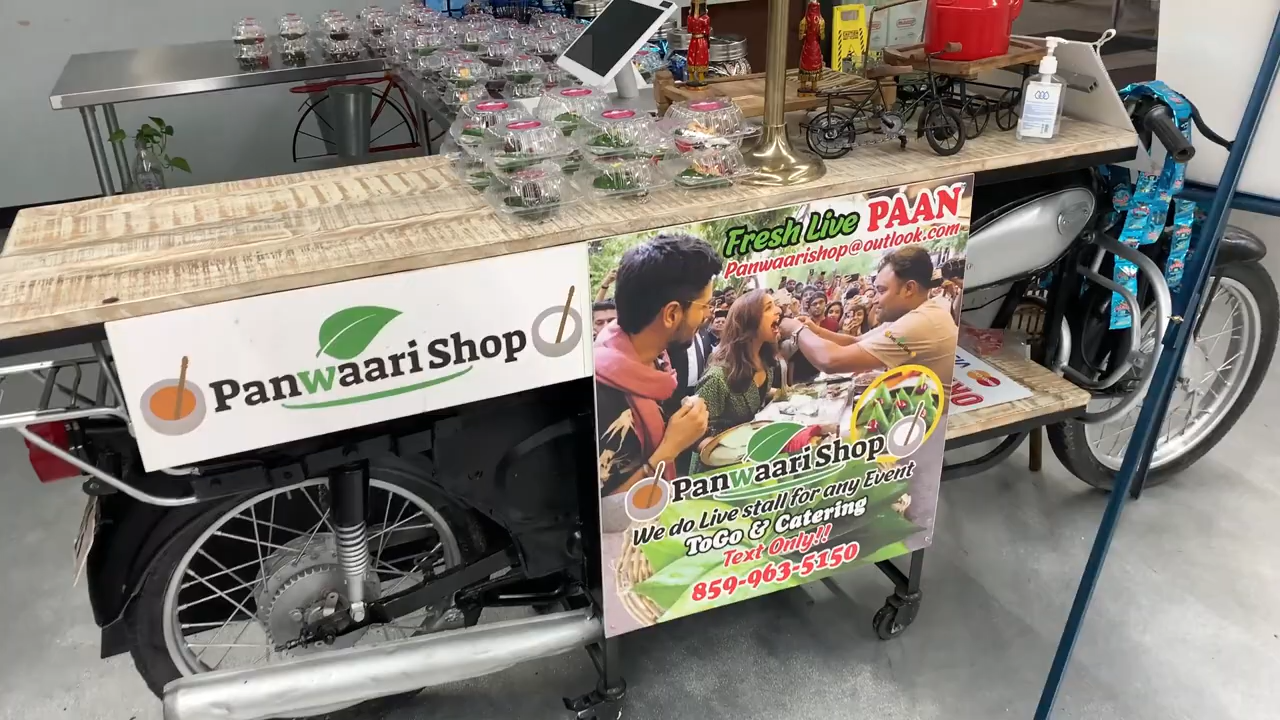 Panwaari Shop
Fresh Live PAAN
Panwaarishop@outlook.com
Panwaari Shop
We do Live stall for any Event
ToGo & Catering
Text Only!!
859-963-5150
VISA